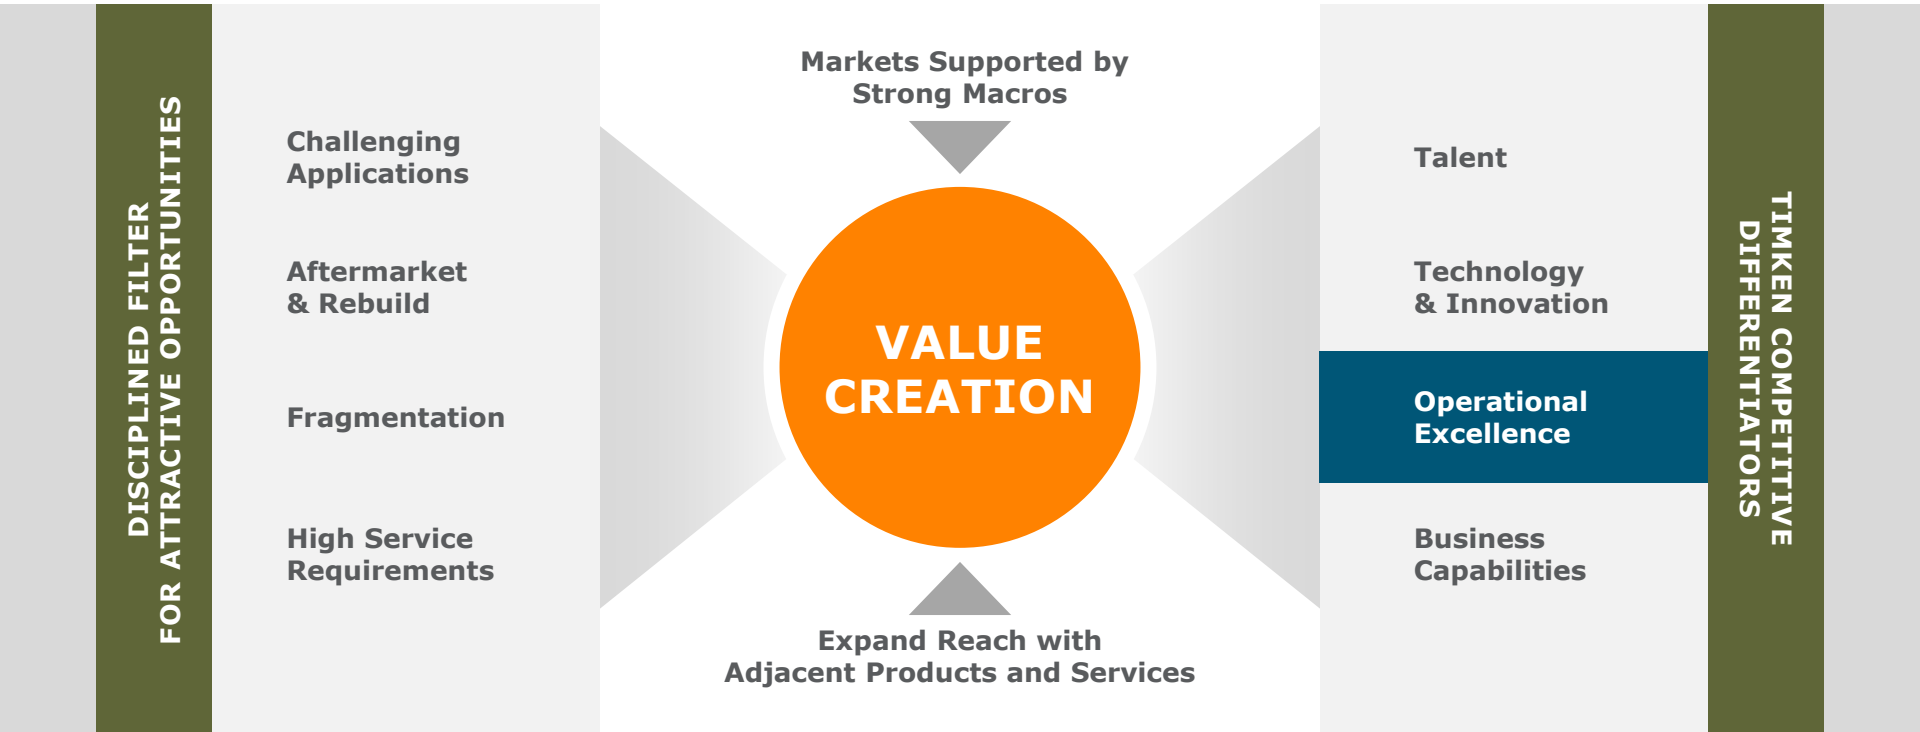 DISCIPLINED FILTER
FOR ATTRACTIVE OPPORTUNITIES
Challenging
Applications
Aftermarket
& Rebuild
Fragmentation
High Service
Requirements
Markets Supported by
Strong Macros
VALUE
CREATION
Expand Reach with
Adjacent Products and Services
Talent
Technology
& Innovation
Operational
Excellence
Business
Capabilities
TIMKEN COMPETITIVE
DIFFERENTIATORS